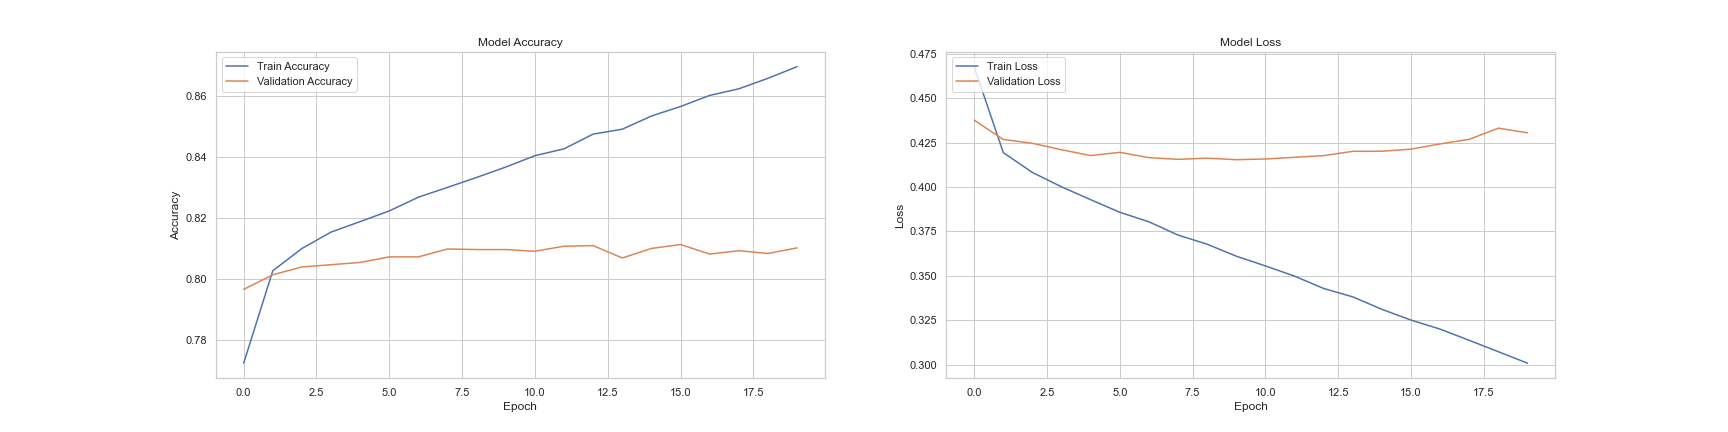 Model Accuracy
Train Accuracy
Validation Accuracy
0.86
0.84
0.82
0.80
0.78
Accuracy
0.0 2.5 5.0 7.5 10.0 12.5 15.0 17.5
Epoch
Model Loss
Train Loss
Validation Loss
0.475
0.450
0.425
0.400
0.375
0.350
0.325
0.300
Loss
0.0 2.5 5.0 7.5 10.0 12.5 15.0 17.5
Epoch